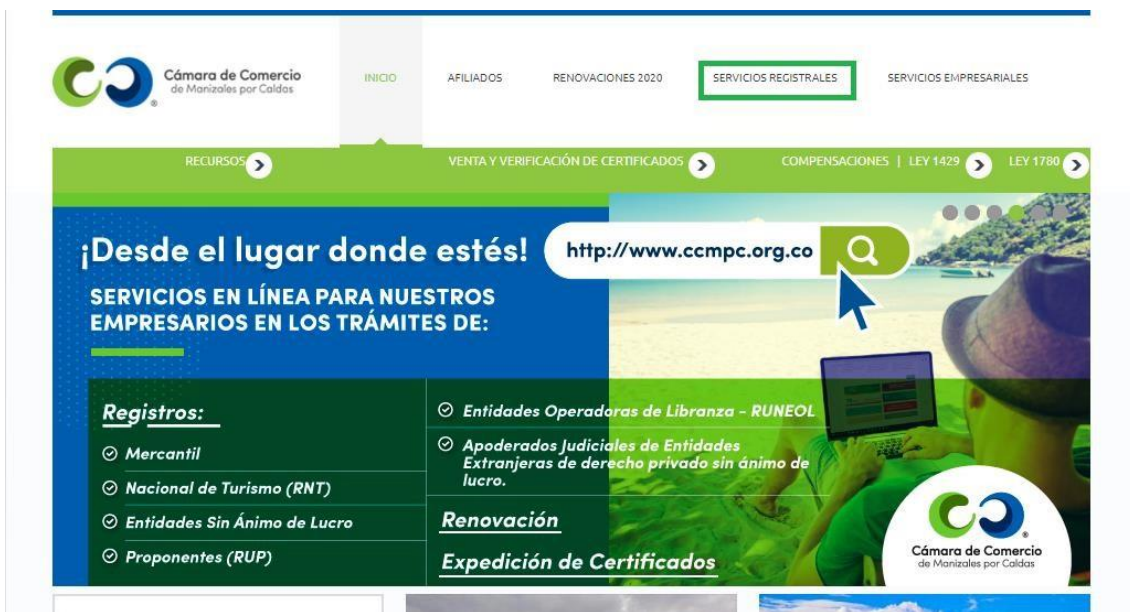 Cámara de Comercio
de Manizales por Caldas
®
INICIO
AFILIADOS
RENOVACIONES 2020
SERVICIOS REGISTRALES
SERVICIOS EMPRESARIALES
RECURSOS
VENTA Y VERIFICACIÓN DE CERTIFICADOS
COMPENSACIONES | LEY 1429
LEY 1780
¡Desde el lugar donde estés!
http://www.ccmpc.org.co
SERVICIOS EN LÍNEA PARA NUESTROS
EMPRESARIOS EN LOS TRÁMITES DE:
Registros:
Mercantil
Nacional de Turismo (RNT)
Entidades Sin Ánimo de Lucro
Proponentes (RUP)
Entidades Operadoras de Libranza - RUNEOL
Apoderados Judiciales de Entidades
Extranjeras de derecho privado sin ánimo de
lucro.
Renovación
Expedición de Certificados
®
Cámara de Comercio
de Manizales por Caldas